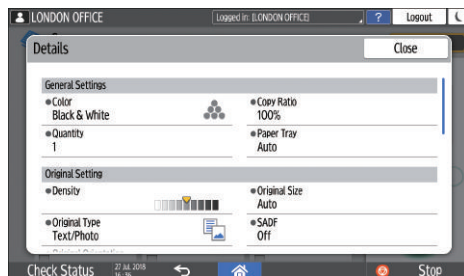 LONDON OFFICE
Logged in: [LONDON OFFICE]
?
Logout
Details
Close
General Settings
Color
Black & White
Copy Ratio
100%
Quantity
1
Paper Tray
Auto
Original Setting
Density
Original Size
Auto
Original Type
Text/Photo
SADF
Off
Original Orientation
Check Status
27 JUL 2018
Stop